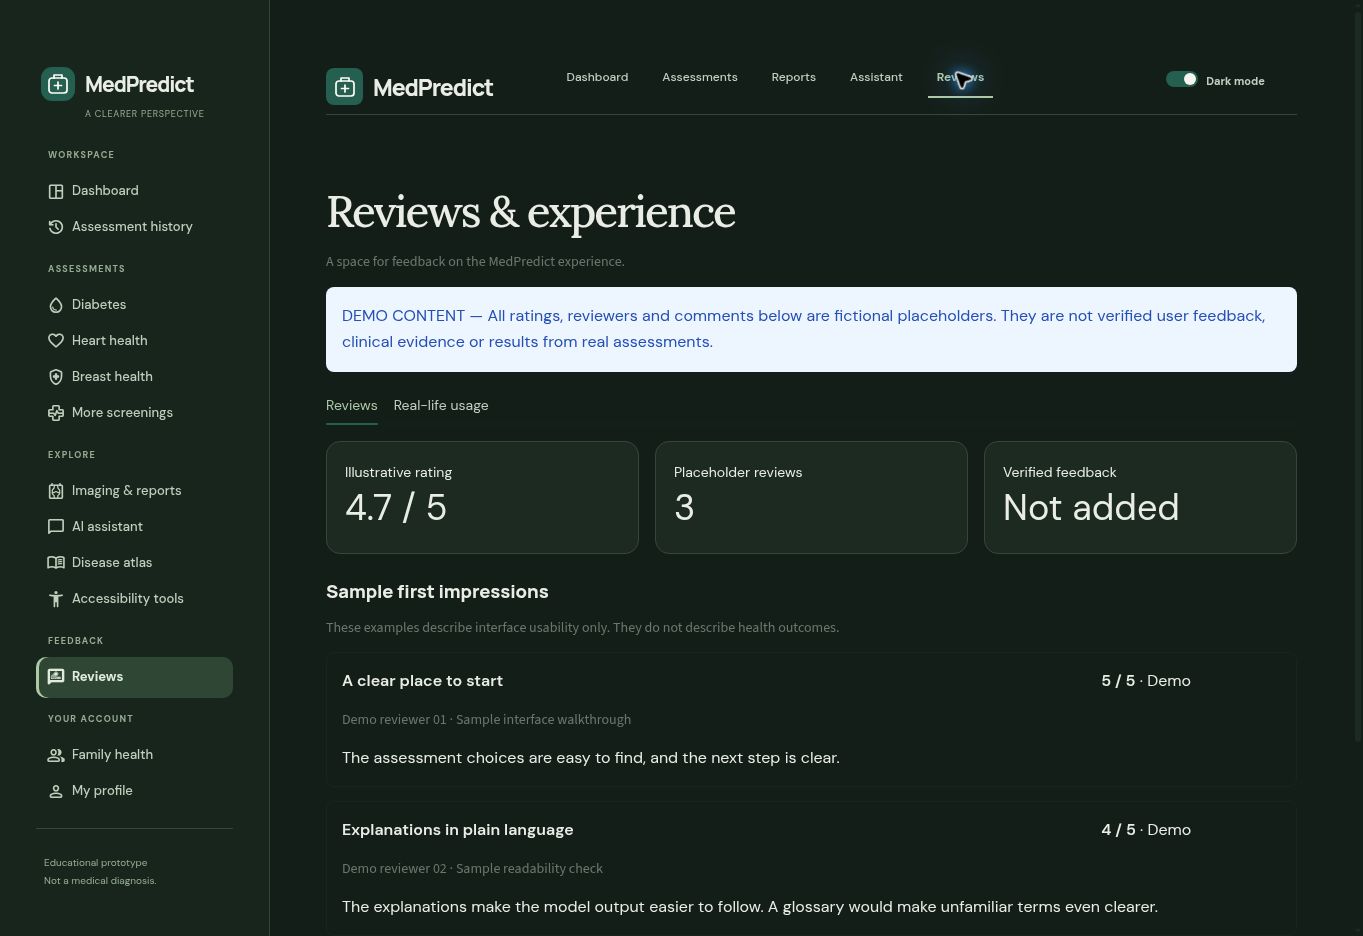 MedPredict
A CLEARER PERSPECTIVE
WORKSPACE
Dashboard
Assessment history
ASSESSMENTS
Diabetes
Heart health
Breast health
More screenings
EXPLORE
Imaging & reports
AI assistant
Disease atlas
Accessibility tools
FEEDBACK
Reviews
YOUR ACCOUNT
Family health
My profile
Educational prototype
Not a medical diagnosis.
MedPredict
Dashboard Assessments Reports Assistant Reviews
Dark mode
Reviews & experience
A space for feedback on the MedPredict experience.
DEMO CONTENT — All ratings, reviewers and comments below are fictional placeholders. They are not verified user feedback,
clinical evidence or results from real assessments.
Reviews Real-life usage
Illustrative rating
4.7 / 5
Placeholder reviews
3
Verified feedback
Not added
Sample first impressions
These examples describe interface usability only. They do not describe health outcomes.
A clear place to start
5 / 5 · Demo
Demo reviewer 01 · Sample interface walkthrough
The assessment choices are easy to find, and the next step is clear.
Explanations in plain language
4 / 5 · Demo
Demo reviewer 02 · Sample readability check
The explanations make the model output easier to follow. A glossary would make unfamiliar terms even clearer.